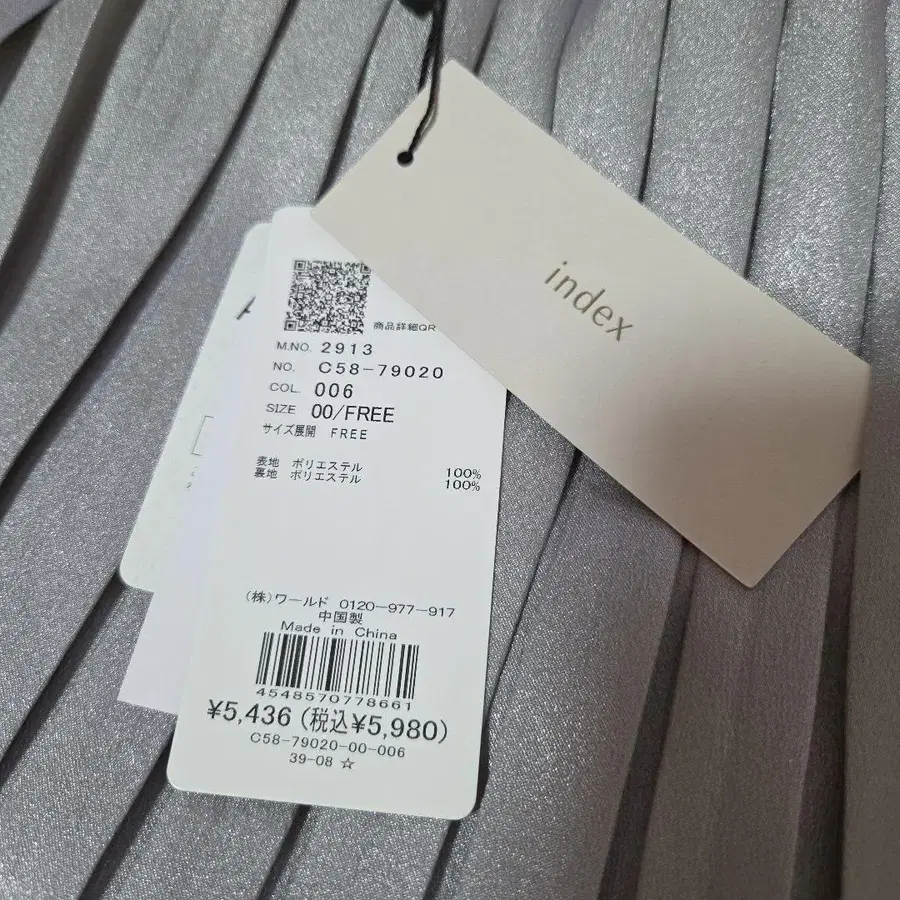 index
商品詳細QR
M.NO. 2913
NO. C58-79020
COL. 006
SIZE 00/FREE
サイズ展開 FREE
表地 ポリエステル 100%
裏地 ポリエステル 100%
(株)ワールド 0120-977-917
中国製
Made in China
4548570778661
¥5,436 (税込¥5,980)
C58-79020-00-006
39-08 ☆